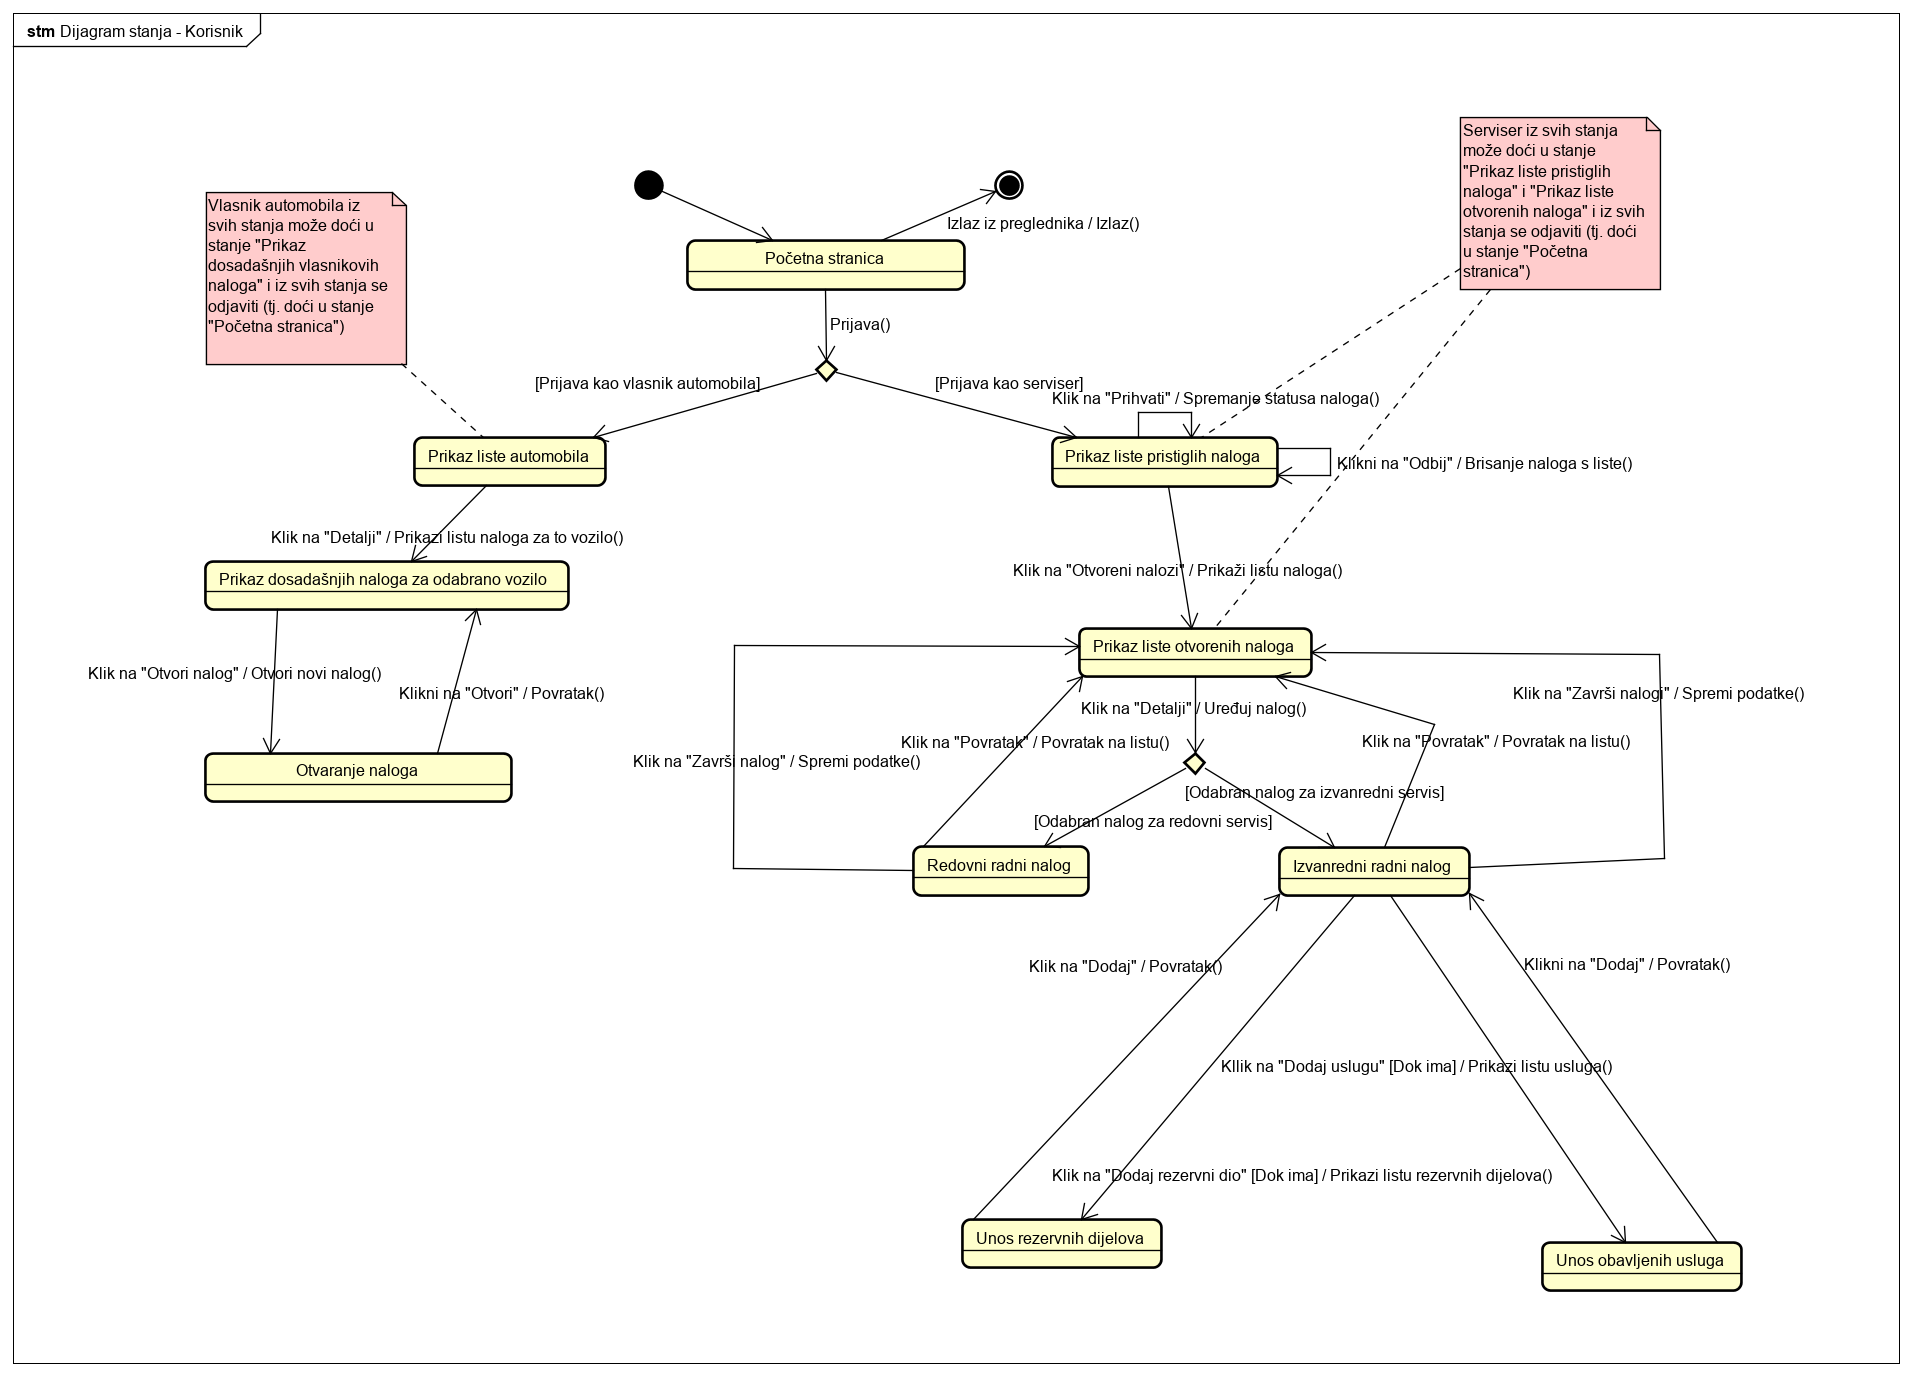 stm Dijagram stanja - Korisnik
Serviser iz svih stanja
može doći u stanje
"Prikaz liste pristiglih
naloga" i "Prikaz liste
otvorenih naloga" i iz svih
stanja se odjaviti (tj. doći
u stanje "Početna
stranica")
Vlasnik automobila iz
svih stanja može doći u
stanje "Prikaz
dosadašnjih vlasnikovih
naloga" i iz svih stanja se
odjaviti (tj. doći u stanje
"Početna stranica")
Izlaz iz preglednika / Izlaz()
Početna stranica
Prijava()
[Prijava kao vlasnik automobila]
[Prijava kao serviser]
Klik na "Prihvati" / Spremanje statusa naloga()
Prikaz liste automobila
Prikaz liste pristiglih naloga
Klikni na "Odbij" / Brisanje naloga s liste()
Klik na "Detalji" / Prikazi listu naloga za to vozilo()
Klik na "Otvoreni nalozi" / Prikaži listu naloga()
Prikaz dosadašnjih naloga za odabrano vozilo
Prikaz liste otvorenih naloga
Klik na "Otvori nalog" / Otvori novi nalog()
Klikni na "Otvori" / Povratak()
Klik na "Završi nalogi" / Spremi podatke()
Klik na "Detalji" / Uređuj nalog()
Klik na "Povratak" / Povratak na listu()
Klik na "Povratak" / Povratak na listu()
Klik na "Završi nalog" / Spremi podatke()
Otvaranje naloga
[Odabran nalog za izvanredni servis]
[Odabran nalog za redovni servis]
Redovni radni nalog
Izvanredni radni nalog
Klik na "Dodaj" / Povratak()
Klikni na "Dodaj" / Povratak()
Kllik na "Dodaj uslugu" [Dok ima] / Prikazi listu usluga()
Klik na "Dodaj rezervni dio" [Dok ima] / Prikazi listu rezervnih dijelova()
Unos rezervnih dijelova
Unos obavljenih usluga